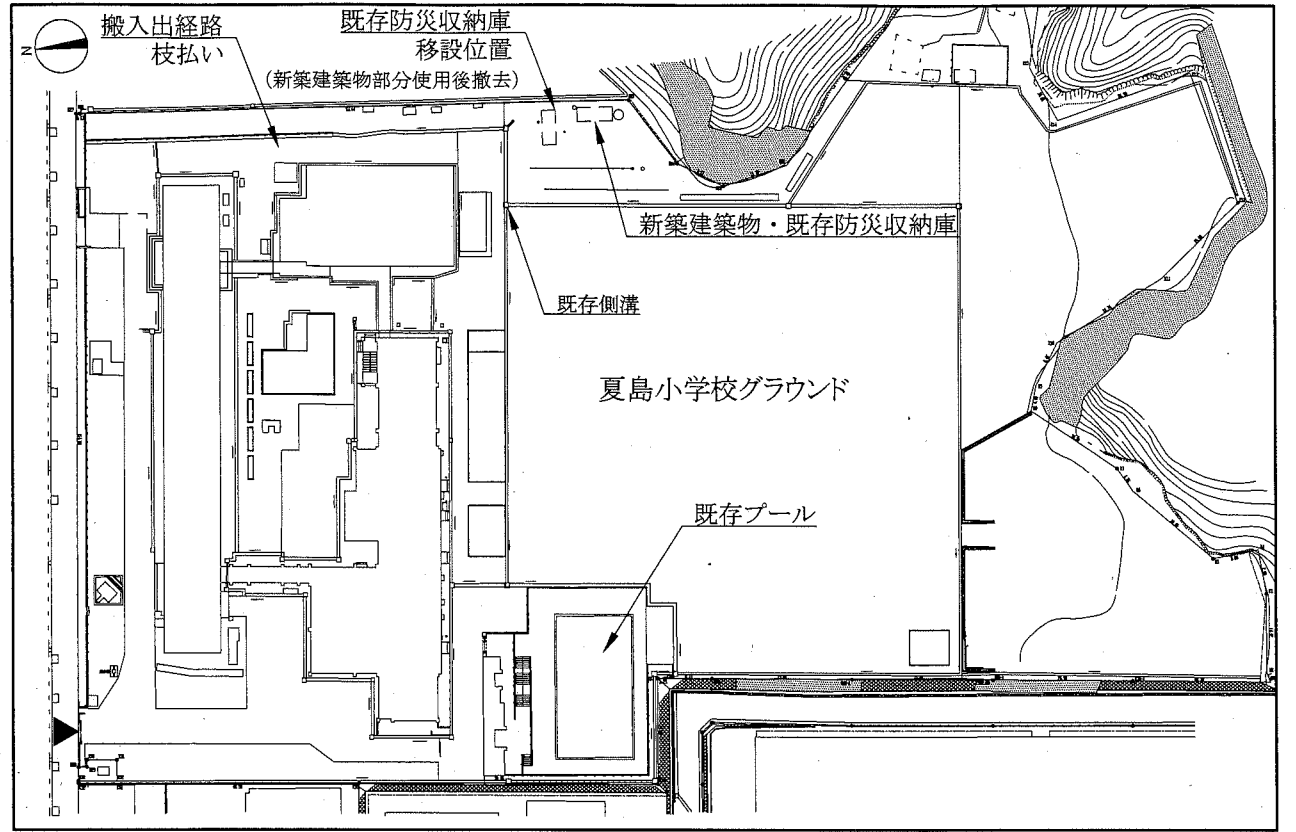 N
搬入出経路
枝払い
既存防災収納庫
移設位置
(新築建築物部分使用後撤去)
新築建築物・既存防災収納庫
既存側溝
夏島小学校グラウンド
既存プール